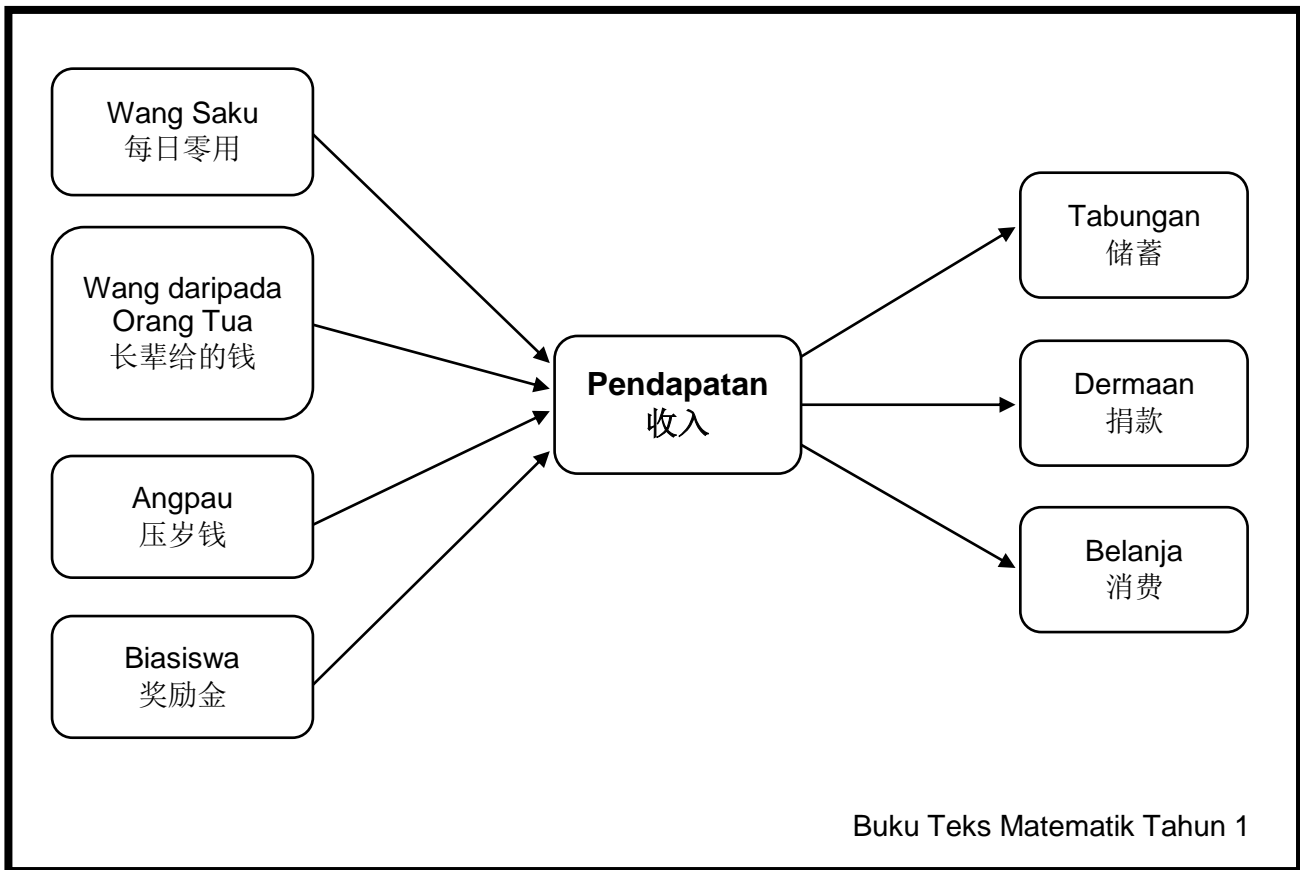 Wang Saku
每日零用
Wang daripada
Orang Tua
长辈给的钱
Angpau
压岁钱
Biasiswa
奖励金
Pendapatan
收入
Tabungan
储蓄
Dermaan
捐款
Belanja
消费
Buku Teks Matematik Tahun 1